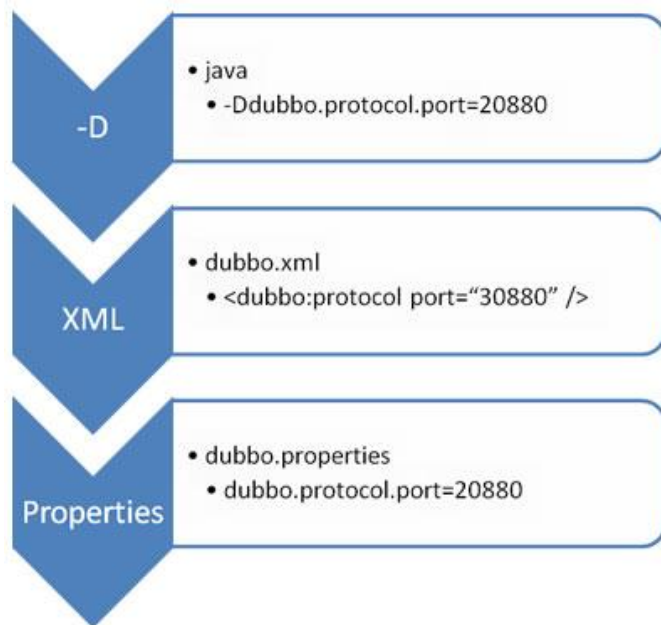 -D
• java
• -Ddubbo.protocol.port=20880
XML
• dubbo.xml
• <dubbo:protocol port=“30880” />
Properties
• dubbo.properties
• dubbo.protocol.port=20880